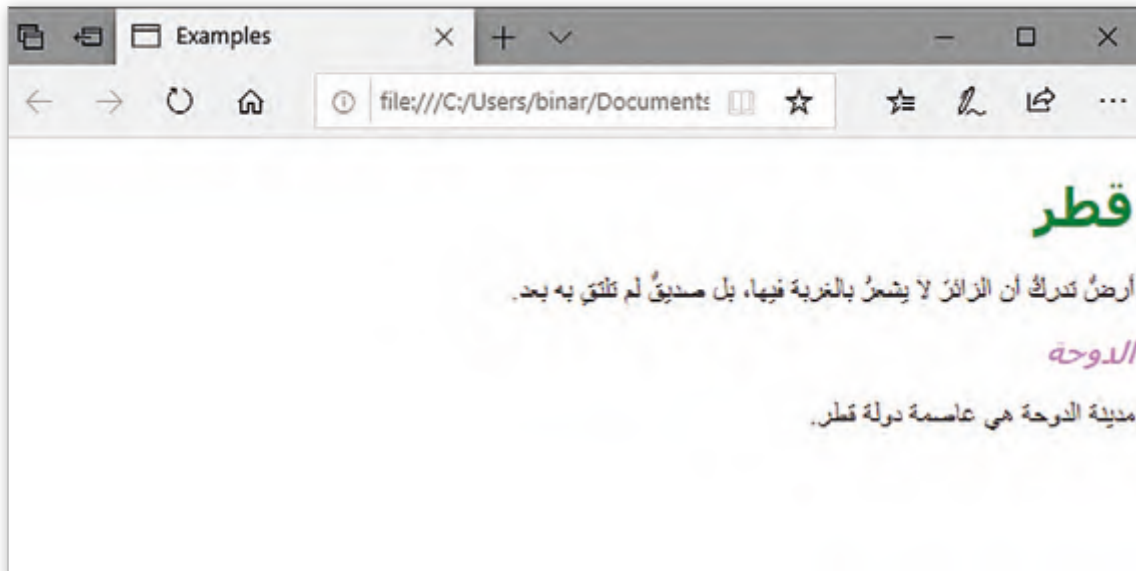 Examples
file:///C:/Users/binar/Documents
قطر
أرضٌ تدركُ أن الزائرَ لا يشعرُ بالغربة فيها، بل صديقٌ لم تلتقِ به بعد.
الدوحة
مدينة الدوحة هي عاصمة دولة قطر.